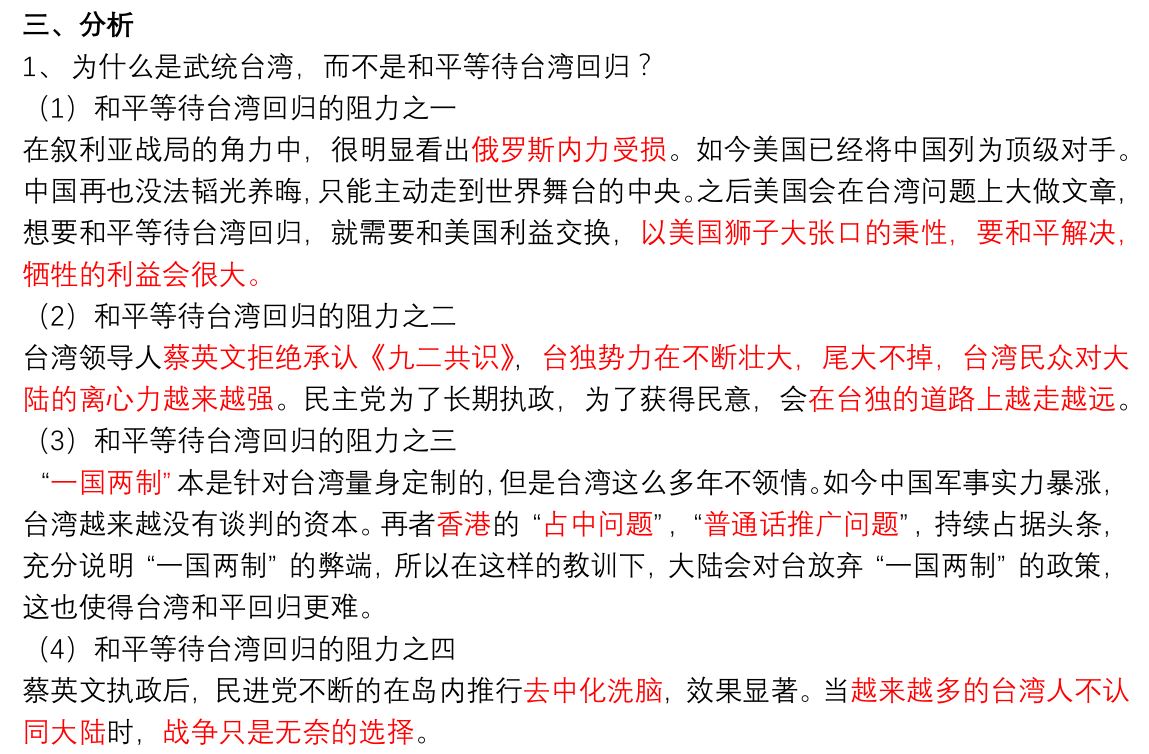 三、分析
1、 为什么是武统台湾，而不是和平等待台湾回归？
（1）和平等待台湾回归的阻力之一
在叙利亚战局的角力中，很明显看出俄罗斯内力受损。如今美国已经将中国列为顶级对手。
中国再也没法韬光养晦，只能主动走到世界舞台的中央。之后美国会在台湾问题上大做文章，
想要和平等待台湾回归，就需要和美国利益交换，以美国狮子大张口的秉性，要和平解决，
牺牲的利益会很大。
（2）和平等待台湾回归的阻力之二
台湾领导人蔡英文拒绝承认《九二共识》，台独势力在不断壮大，尾大不掉，台湾民众对大
陆的离心力越来越强。民主党为了长期执政，为了获得民意，会在台独的道路上越走越远。
（3）和平等待台湾回归的阻力之三
“一国两制”本是针对台湾量身定制的，但是台湾这么多年不领情。如今中国军事实力暴涨，
台湾越来越没有谈判的资本。再者香港的“占中问题”，“普通话推广问题”，持续占据头条，
充分说明“一国两制”的弊端，所以在这样的教训下，大陆会对台放弃“一国两制”的政策，
这也使得台湾和平回归更难。
（4）和平等待台湾回归的阻力之四
蔡英文执政后，民进党不断的在岛内推行去中化洗脑，效果显著。当越来越多的台湾人不认
同大陆时，战争只是无奈的选择。